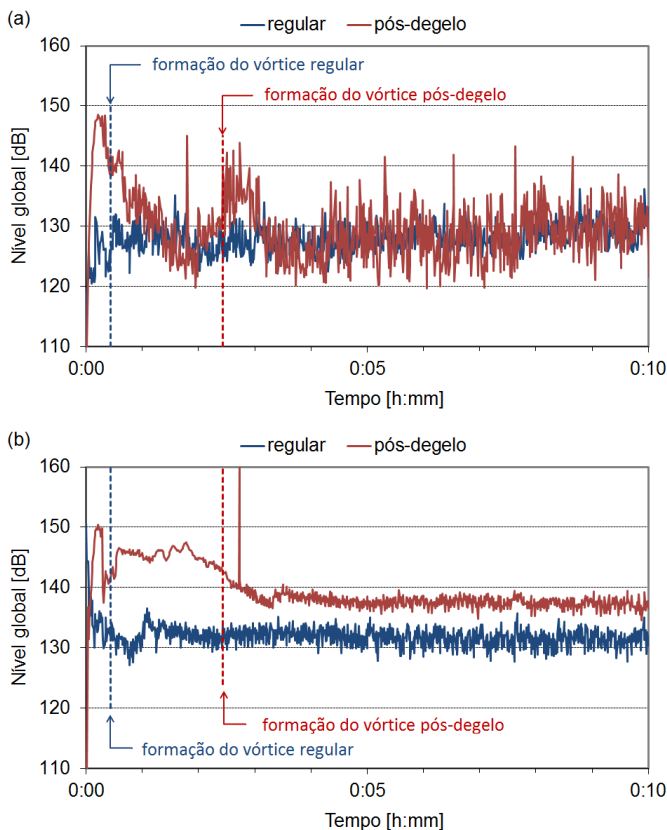 (a)
regular pós-degelo
160
150
140
130
120
110
Nivel global [dB]
formação do vórtice regular
formação do vórtice pós-degelo
0:00 0:05 0:10
Tempo [h:mm]
(b)
regular pós-degelo
160
150
140
130
120
110
Nivel global [dB]
formação do vórtice pós-degelo
formação do vórtice regular
0:00 0:05 0:10
Tempo [h:mm]